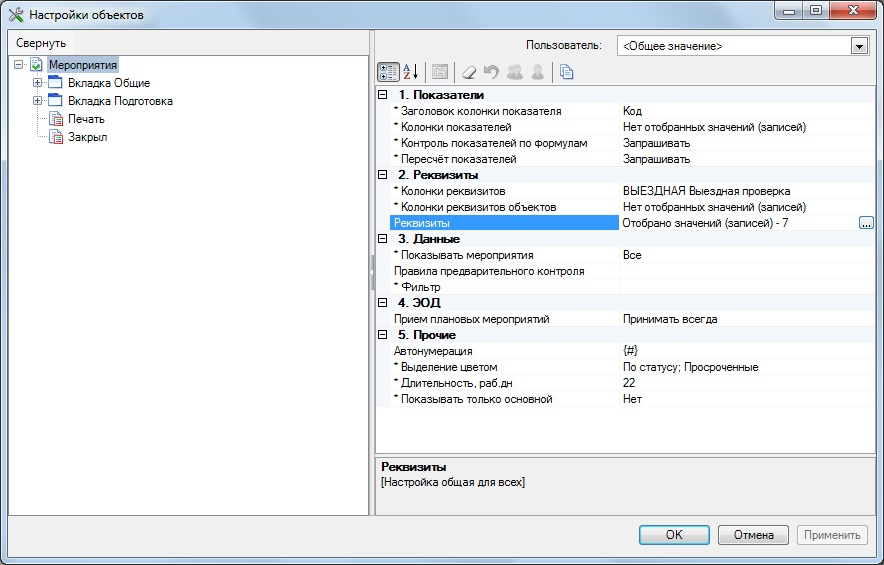 Настройки объектов
Свернуть
Мероприятия
Вкладка Общие
Вкладка Подготовка
Печать
Закрыл
Пользователь: <Общее значение>
1. Показатели
* Заголовок колонки показателя Код
* Колонки показателей Нет отобранных значений (записей)
* Контроль показателей по формулам Запрашивать
* Пересчёт показателей Запрашивать
2. Реквизиты
* Колонки реквизитов ВЫЕЗДНАЯ Выездная проверка
* Колонки реквизитов объектов Нет отобранных значений (записей)
Реквизиты Отобрано значений (записей) - 7 ...
3. Данные
* Показывать мероприятия Все
Правила предварительного контроля
* Фильтр
4. ЭОД
Прием плановых мероприятий Принимать всегда
5. Прочие
Автонумерация {#}
* Выделение цветом По статусу; Просроченные
* Длительность, раб.дн 22
* Показывать только основной Нет
Реквизиты
[Настройка общая для всех]
OK Отмена Применить